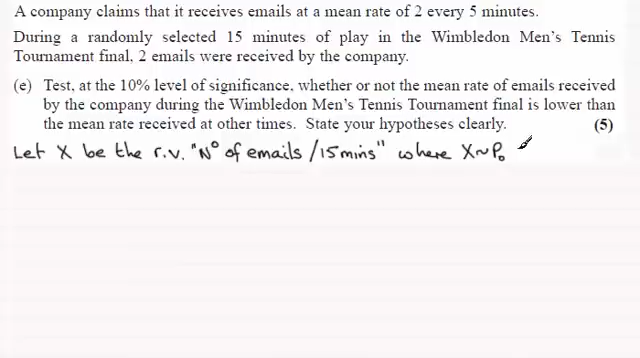 A company claims that it receives emails at a mean rate of 2 every 5 minutes.
During a randomly selected 15 minutes of play in the Wimbledon Men's Tennis
Tournament final, 2 emails were received by the company.
(e) Test, at the 10% level of significance, whether or not the mean rate of emails received
by the company during the Wimbledon Men's Tennis Tournament final is lower than
the mean rate received at other times. State your hypotheses clearly. (5)
Let X be the r.v. "Nº of emails /15mins" where X~Po